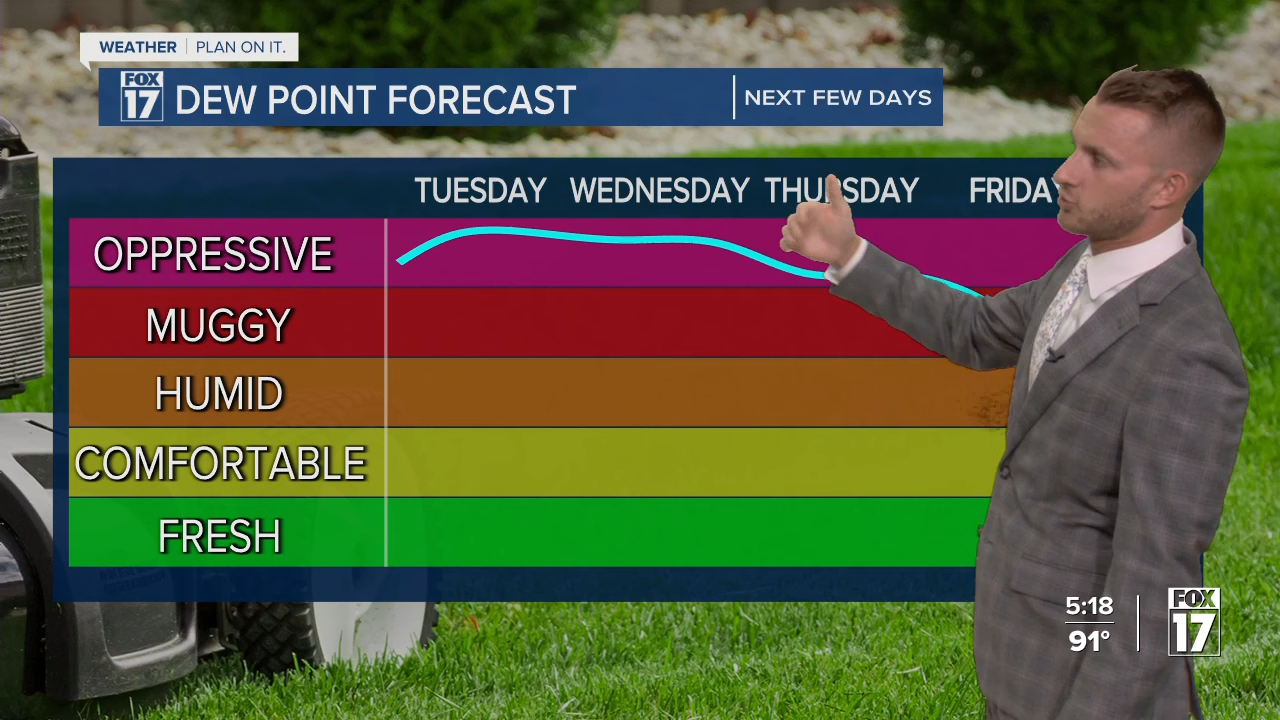 WEATHER | PLAN ON IT.
FOX
17
DEW POINT FORECAST
NEXT FEW DAYS
TUESDAY WEDNESDAY THURSDAY FRIDAY
OPPRESSIVE
MUGGY
HUMID
COMFORTABLE
FRESH
5:18
91°
FOX
17